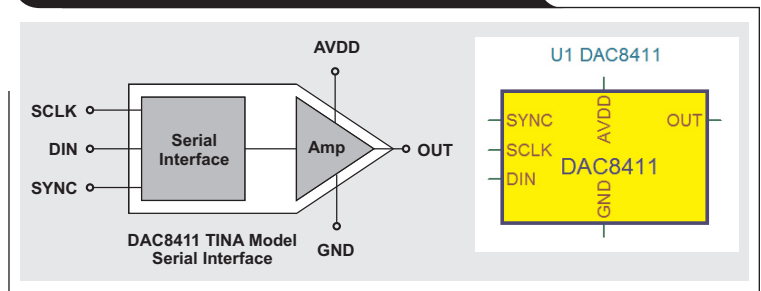 AVDD
SCLK
DIN
SYNC
Serial
Interface
Amp
OUT
GND
DAC8411 TINA Model
Serial Interface
U1 DAC8411
SYNC
SCLK
DIN
AVDD
OUT
DAC8411
GND